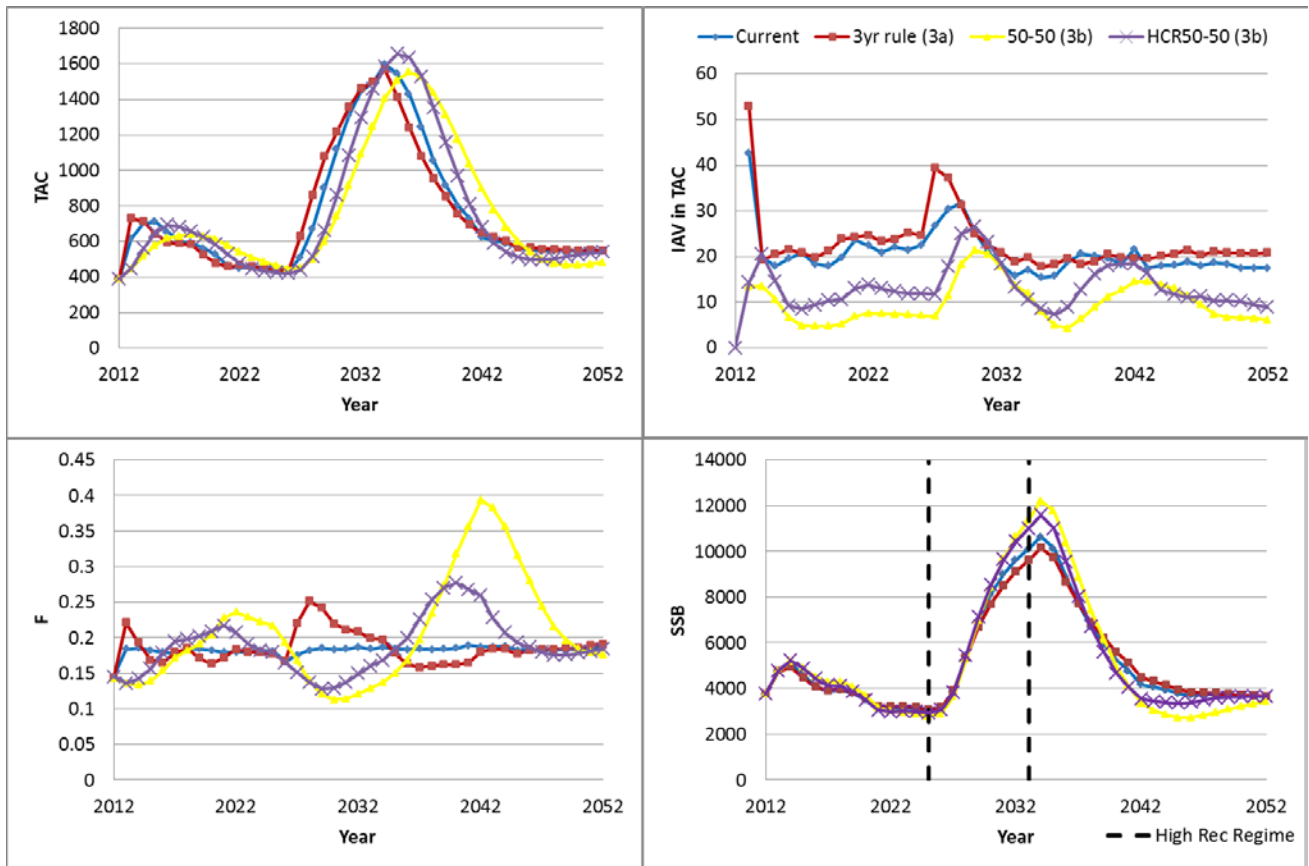 1800
1600
1400
1200
1000
800
600
400
200
0
TAC
2012 2022 2032 2042 2052
Year
Current 3yr rule (3a) 50-50 (3b) HCR50-50 (3b)
60
50
40
30
20
10
0
IAV in TAC
2012 2022 2032 2042 2052
Year
0.45
0.4
0.35
0.3
0.25
0.2
0.15
0.1
0.05
0
F
2012 2022 2032 2042 2052
Year
14000
12000
10000
8000
6000
4000
2000
0
SSB
2012 2022 2032 2042 2052
Year
High Rec Regime